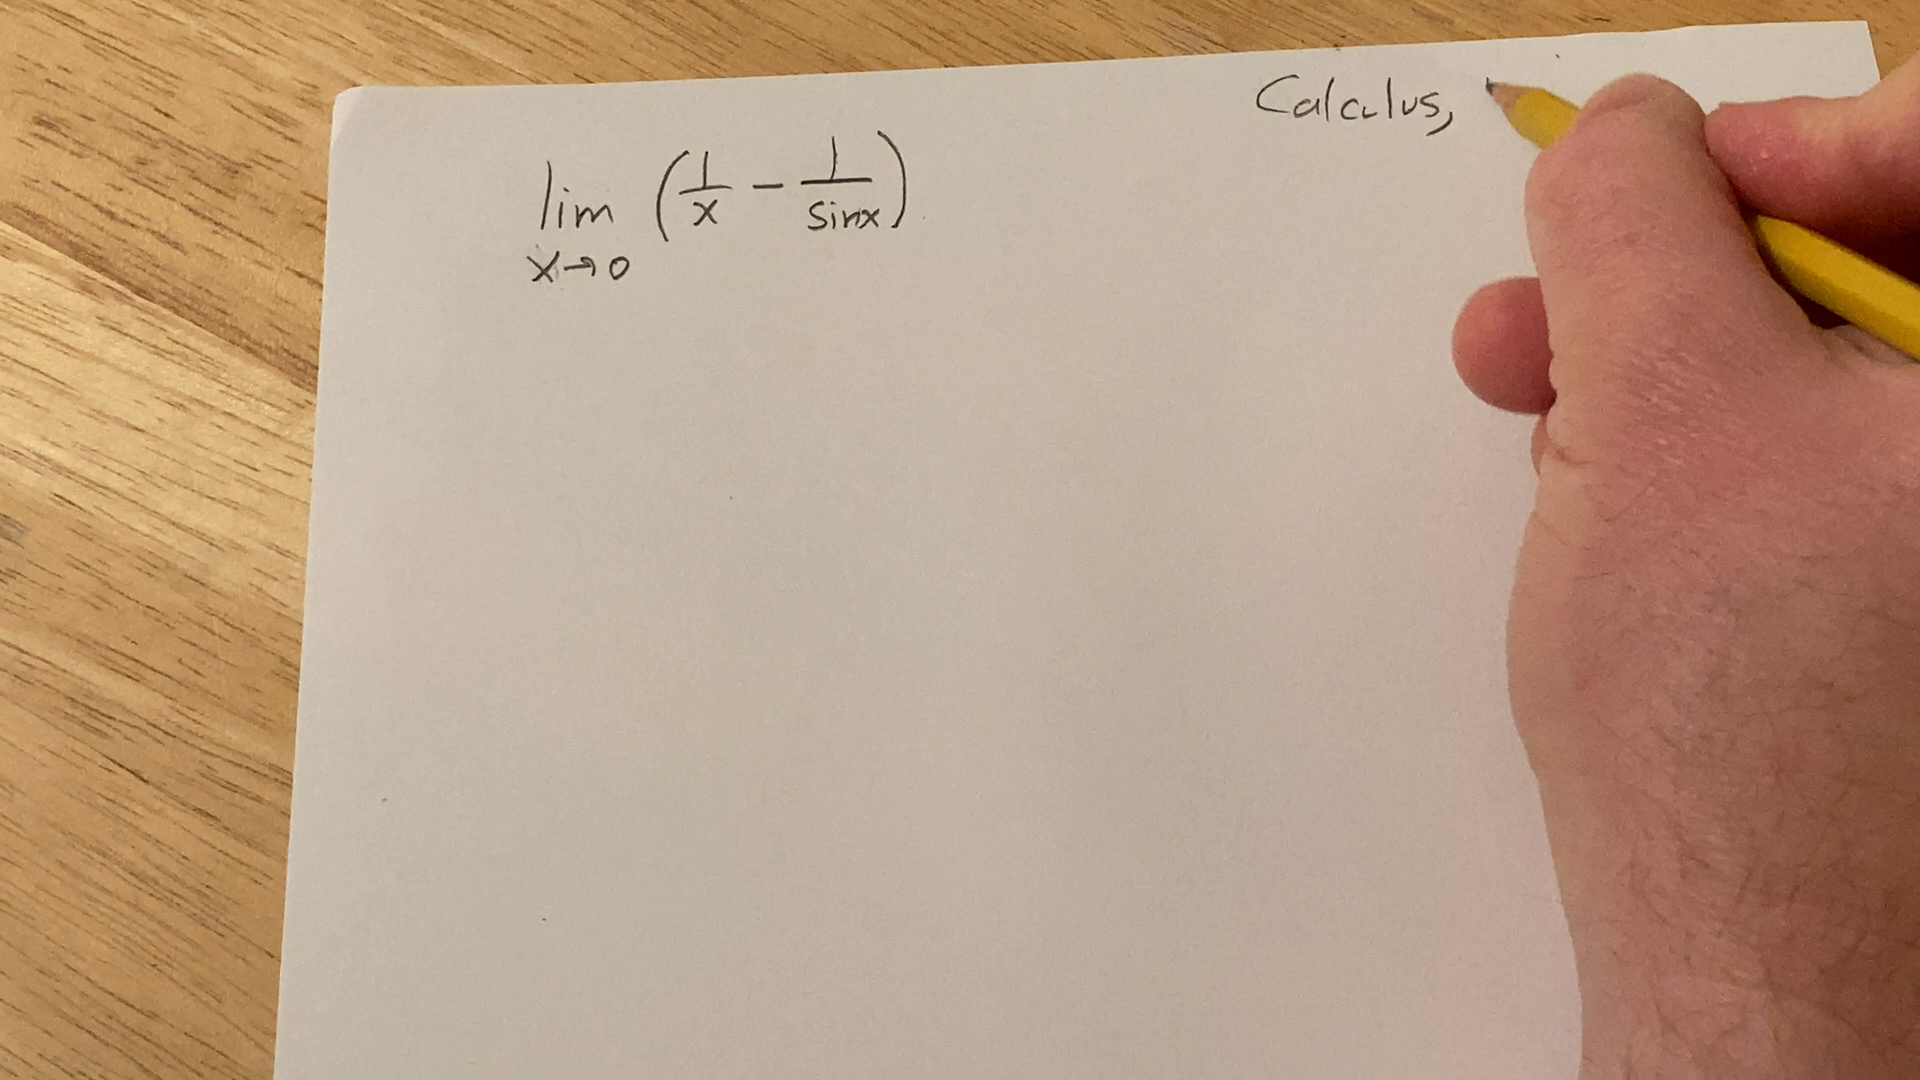 Calculus,
lim (1/x - 1/sinx)
x→0